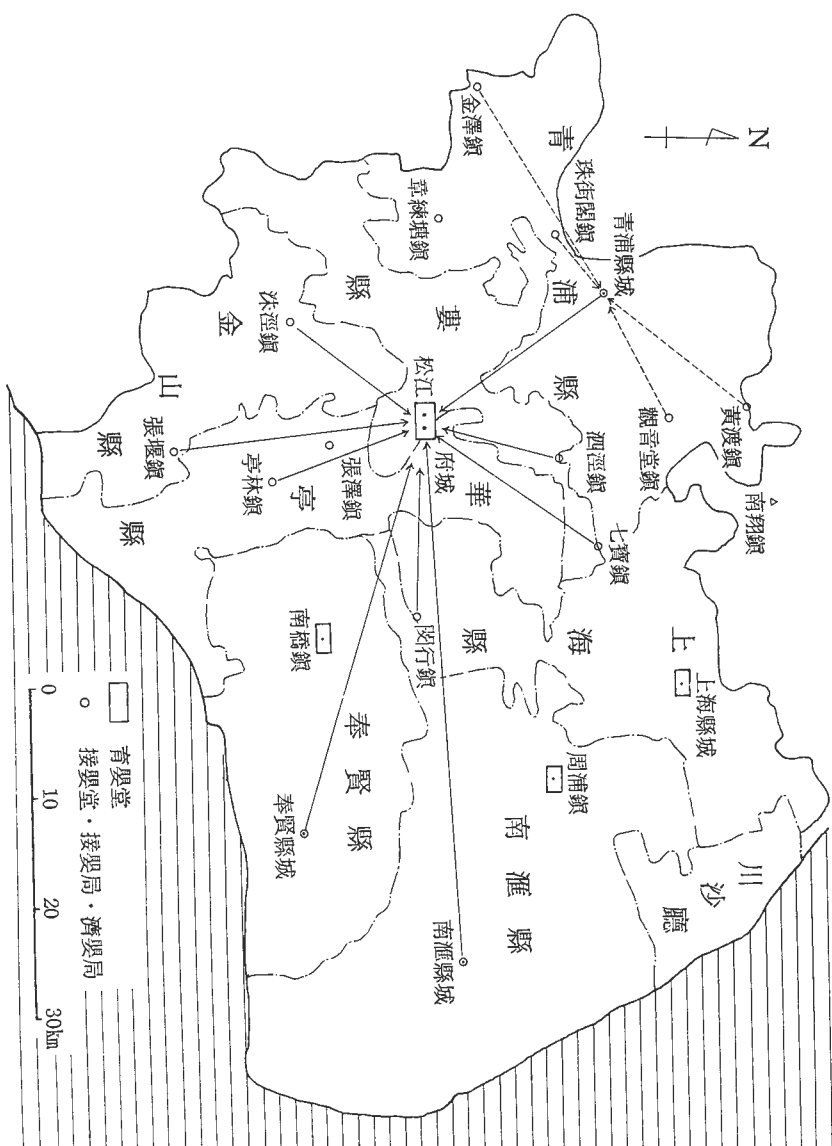 N
青浦縣
金澤鎮
珠街閣鎮
青浦縣城
黃渡鎮
觀音堂鎮
南翔鎮
章練塘鎮
婁縣
泗涇鎮
七寶鎮
上海縣
上海縣城
川沙廳
金山縣
洙涇鎮
松江府城
華亭縣
張堰鎮
亭林鎮
張澤鎮
閔行鎮
周浦鎮
南匯縣
南匯縣城
南橋鎮
奉賢縣
奉賢縣城
育嬰堂
接嬰堂・接嬰局・濟嬰局
0 10 20 30km